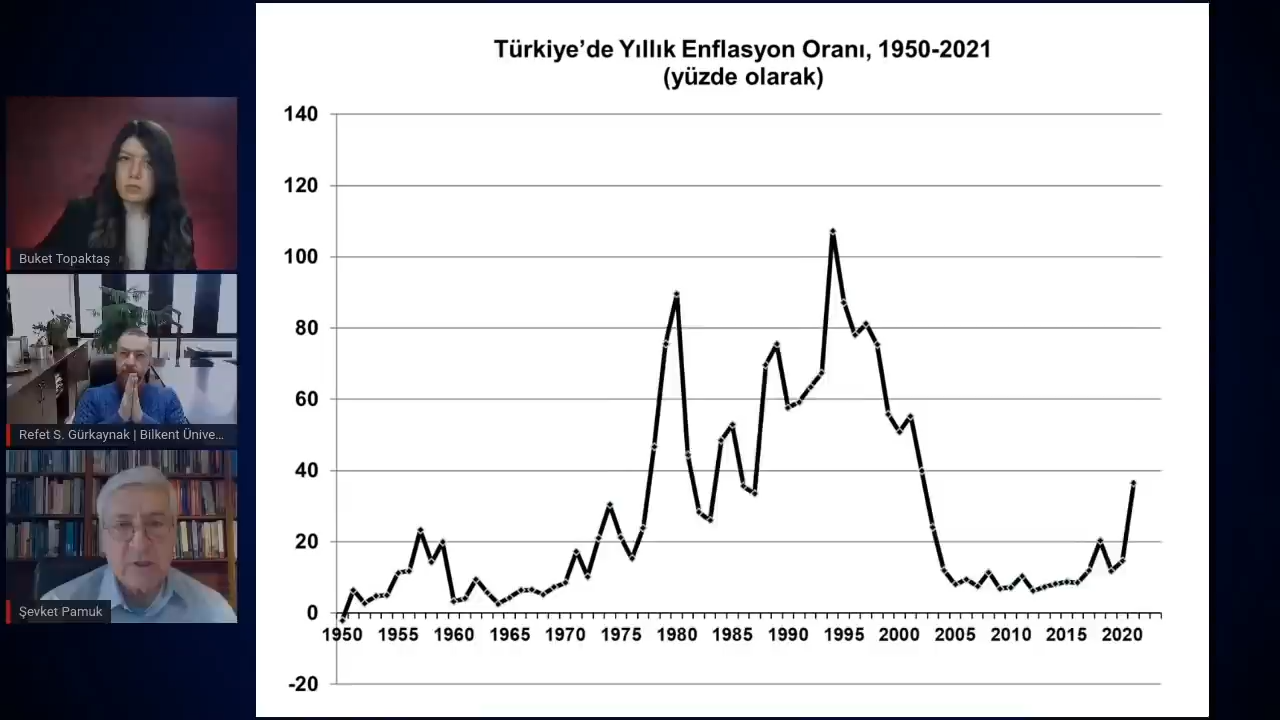 Türkiye’de Yıllık Enflasyon Oranı, 1950-2021
(yüzde olarak)
140
120
100
80
60
40
20
0
-20
1950 1955 1960 1965 1970 1975 1980 1985 1990 1995 2000 2005 2010 2015 2020
Buket Topaktaş
Refet S. Gürkaynak | Bilkent Ünive...
Şevket Pamuk